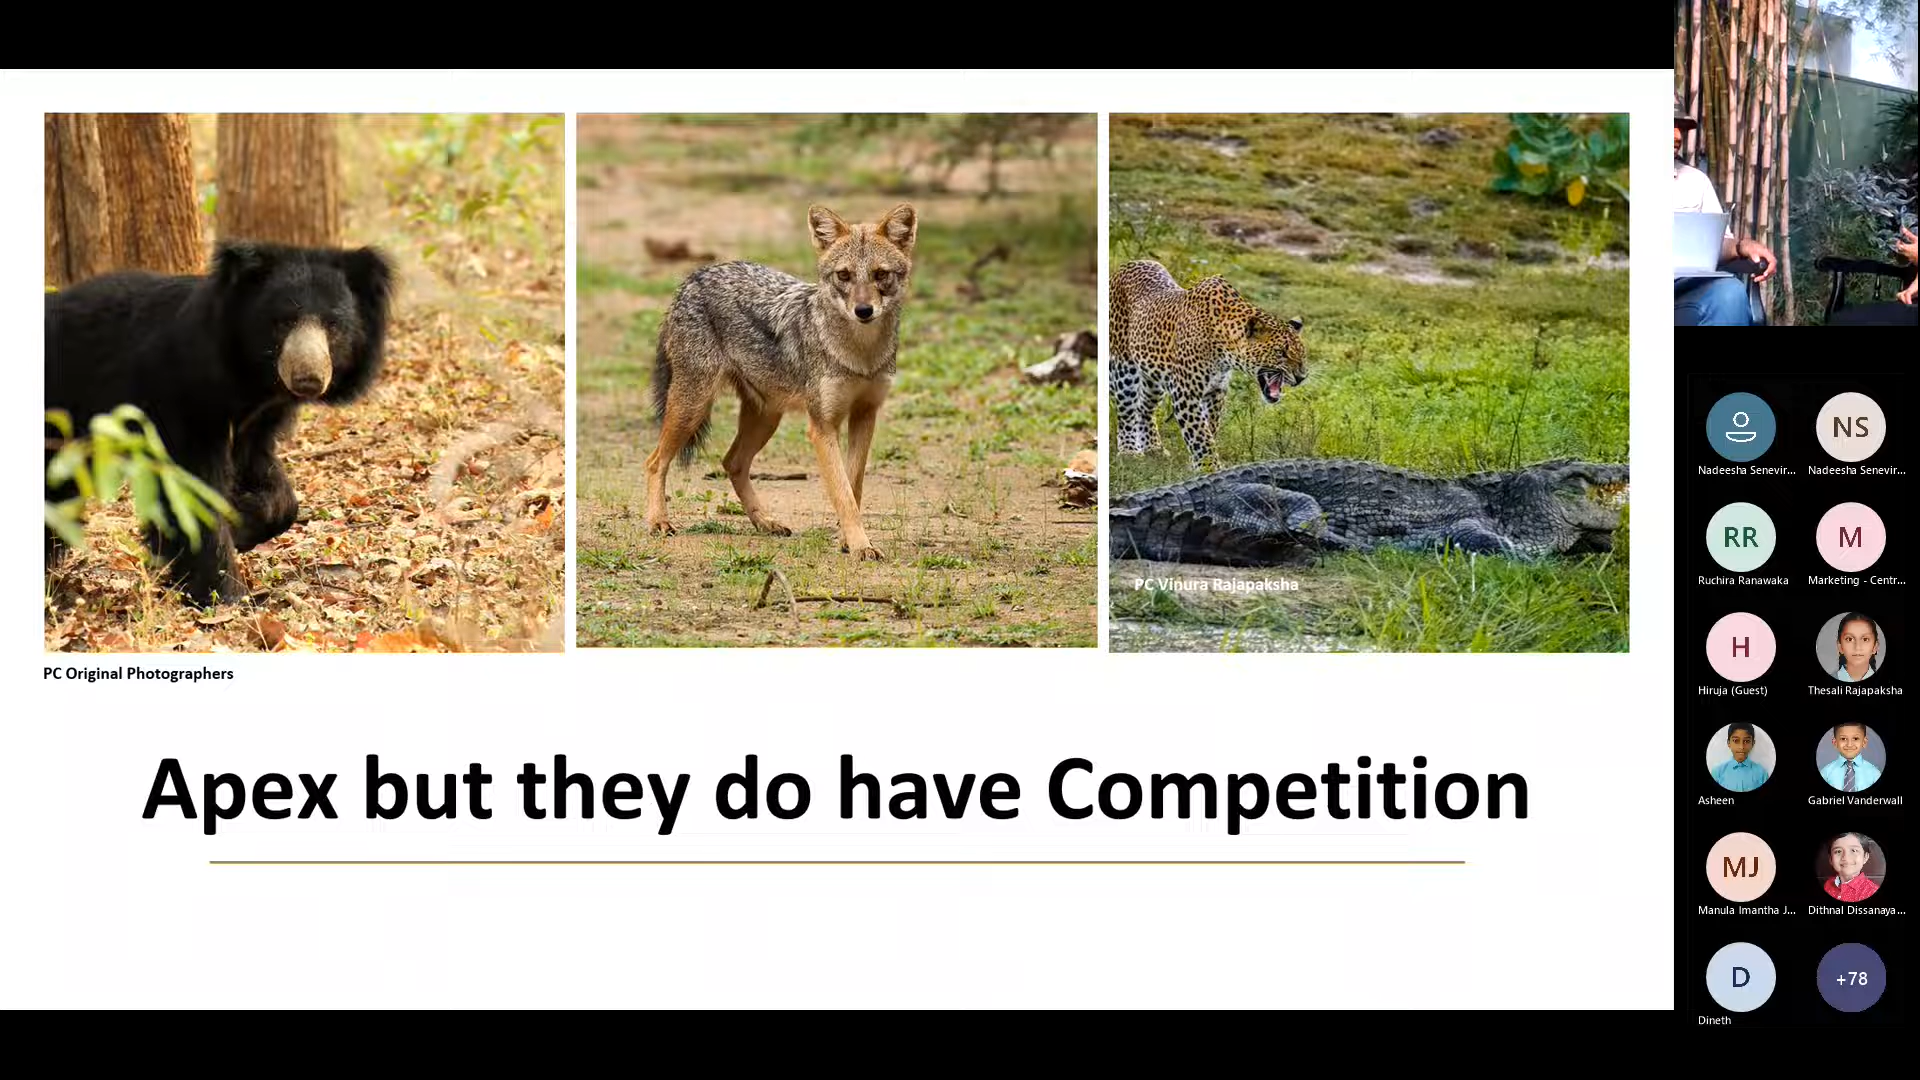 PC Vinura Rajapaksha
PC Original Photographers
Apex but they do have Competition
Nadeesha Senevir...
NS
Nadeesha Senevir...
RR
Ruchira Ranawaka
M
Marketing - Centr...
H
Hiruja (Guest)
Thesali Rajapaksha
Asheen
Gabriel Vanderwall
MJ
Manula Imantha J...
Dithnal Dissanaya...
D
Dineth
+78